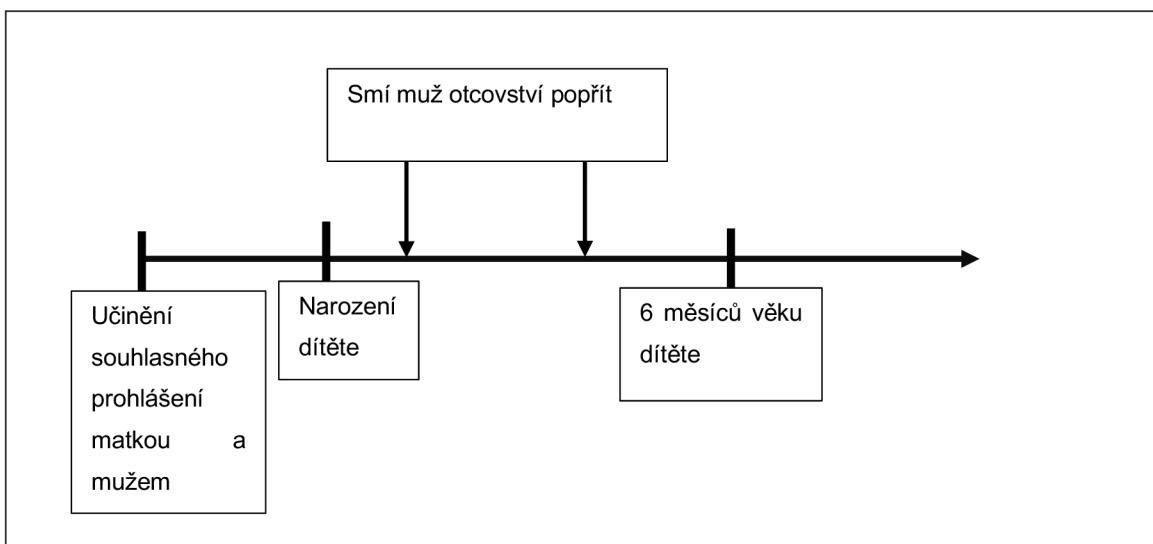 Smí muž otcovství popřít
Učinění
souhlasného
prohlášení
matkou a
mužem
Narození
dítěte
6 měsíců věku
dítěte